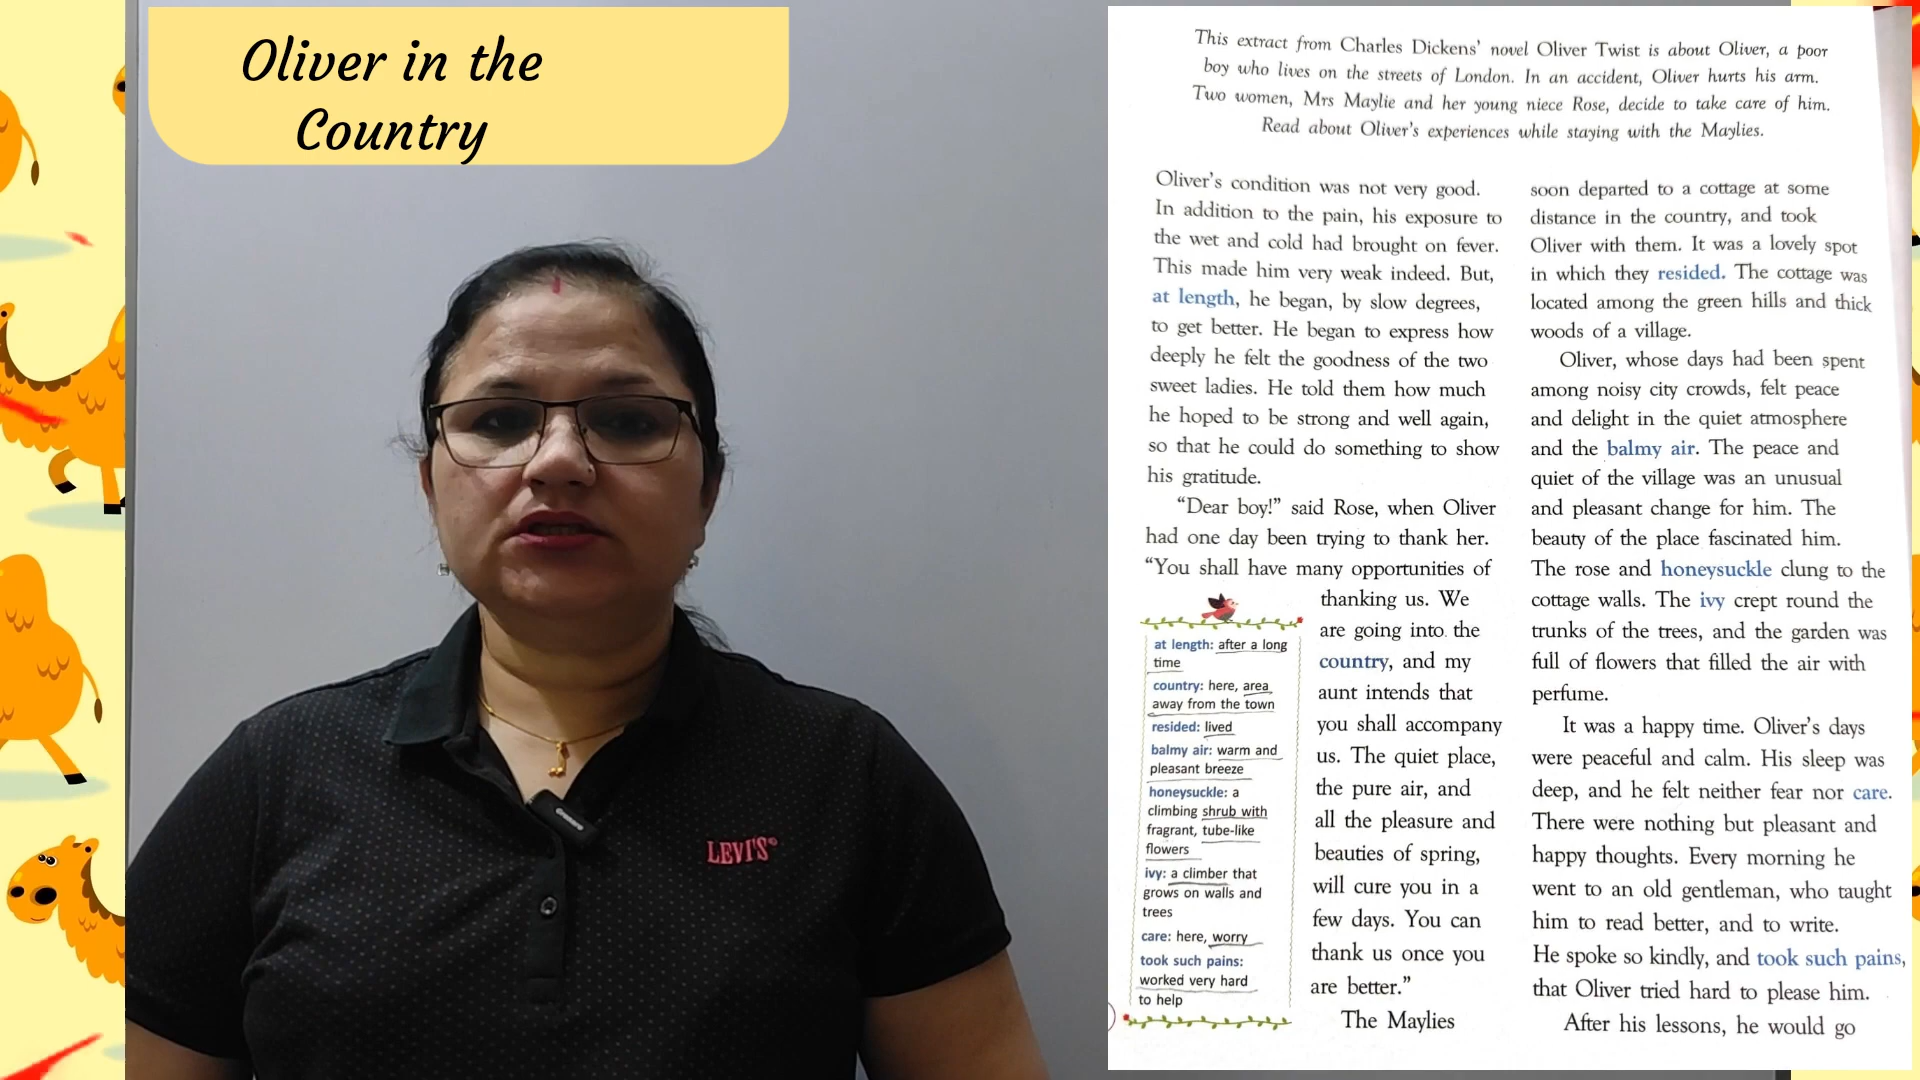 Oliver in the
Country
This extract from Charles Dickens' novel Oliver Twist is about Oliver, a poor
boy who lives on the streets of London. In an accident, Oliver hurts his arm.
Two women, Mrs Maylie and her young niece Rose, decide to take care of him.
Read about Oliver's experiences while staying with the Maylies.
Oliver's condition was not very good.
In addition to the pain, his exposure to
the wet and cold had brought on fever.
This made him very weak indeed. But,
at length, he began, by slow degrees,
to get better. He began to express how
deeply he felt the goodness of the two
sweet ladies. He told them how much
he hoped to be strong and well again,
so that he could do something to show
his gratitude.
"Dear boy!" said Rose, when Oliver
had one day been trying to thank her.
"You shall have many opportunities of
thanking us. We
are going into the
country, and my
aunt intends that
you shall accompany
us. The quiet place,
the pure air, and
all the pleasure and
beauties of spring,
will cure you in a
few days. You can
thank us once you
are better."
The Maylies
at length: after a long
time
country: here, area
away from the town
resided: lived
balmy air: warm and
pleasant breeze
honeysuckle: a
climbing shrub with
fragrant, tube-like
flowers
ivy: a climber that
grows on walls and
trees
care: here, worry
took such pains:
worked very hard
to help
soon departed to a cottage at some
distance in the country, and took
Oliver with them. It was a lovely spot
in which they resided. The cottage was
located among the green hills and thick
woods of a village.
Oliver, whose days had been spent
among noisy city crowds, felt peace
and delight in the quiet atmosphere
and the balmy air. The peace and
quiet of the village was an unusual
and pleasant change for him. The
beauty of the place fascinated him.
The rose and honeysuckle clung to the
cottage walls. The ivy crept round the
trunks of the trees, and the garden was
full of flowers that filled the air with
perfume.
It was a happy time. Oliver's days
were peaceful and calm. His sleep was
deep, and he felt neither fear nor care.
There were nothing but pleasant and
happy thoughts. Every morning he
went to an old gentleman, who taught
him to read better, and to write.
He spoke so kindly, and took such pains,
that Oliver tried hard to please him.
After his lessons, he would go
LEVI'S®